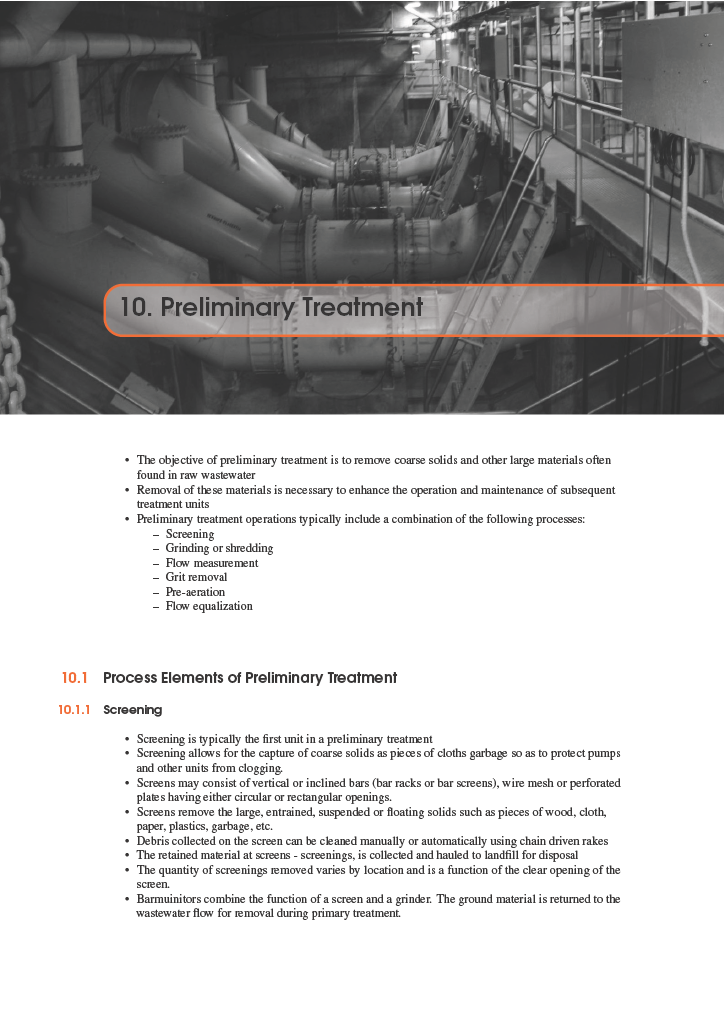 10. Preliminary Treatment
• The objective of preliminary treatment is to remove coarse solids and other large materials often
found in raw wastewater
• Removal of these materials is necessary to enhance the operation and maintenance of subsequent
treatment units
• Preliminary treatment operations typically include a combination of the following processes:
– Screening
– Grinding or shredding
– Flow measurement
– Grit removal
– Pre-aeration
– Flow equalization
10.1 Process Elements of Preliminary Treatment
10.1.1 Screening
• Screening is typically the first unit in a preliminary treatment
• Screening allows for the capture of coarse solids as pieces of cloths garbage so as to protect pumps
and other units from clogging.
• Screens may consist of vertical or inclined bars (bar racks or bar screens), wire mesh or perforated
plates having either circular or rectangular openings.
• Screens remove the large, entrained, suspended or floating solids such as pieces of wood, cloth,
paper, plastics, garbage, etc.
• Debris collected on the screen can be cleaned manually or automatically using chain driven rakes
• The retained material at screens - screenings, is collected and hauled to landfill for disposal
• The quantity of screenings removed varies by location and is a function of the clear opening of the
screen.
• Barmuinitors combine the function of a screen and a grinder. The ground material is returned to the
wastewater flow for removal during primary treatment.